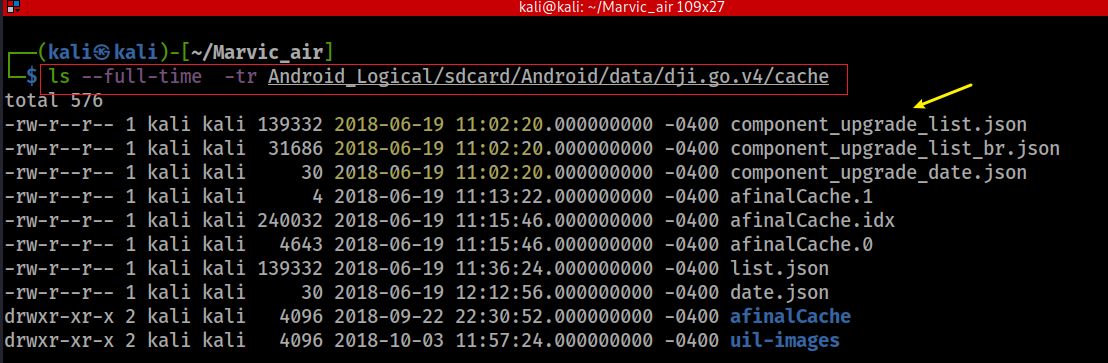 kali@kali: ~/Marvic_air 109x27
┌──(kali㉿kali)-[~/Marvic_air]
└─$ ls --full-time  -tr Android_Logical/sdcard/Android/data/dji.go.v4/cache
total 576
-rw-r--r-- 1 kali kali 139332 2018-06-19 11:02:20.000000000 -0400 component_upgrade_list.json
-rw-r--r-- 1 kali kali  31686 2018-06-19 11:02:20.000000000 -0400 component_upgrade_list_br.json
-rw-r--r-- 1 kali kali     30 2018-06-19 11:02:20.000000000 -0400 component_upgrade_date.json
-rw-r--r-- 1 kali kali      4 2018-06-19 11:13:22.000000000 -0400 afinalCache.1
-rw-r--r-- 1 kali kali 240032 2018-06-19 11:15:46.000000000 -0400 afinalCache.idx
-rw-r--r-- 1 kali kali   4643 2018-06-19 11:15:46.000000000 -0400 afinalCache.0
-rw-r--r-- 1 kali kali 139332 2018-06-19 11:36:24.000000000 -0400 list.json
-rw-r--r-- 1 kali kali     30 2018-06-19 12:12:56.000000000 -0400 date.json
drwxr-xr-x 2 kali kali   4096 2018-09-22 22:30:52.000000000 -0400 afinalCache
drwxr-xr-x 2 kali kali   4096 2018-10-03 11:57:24.000000000 -0400 uil-images